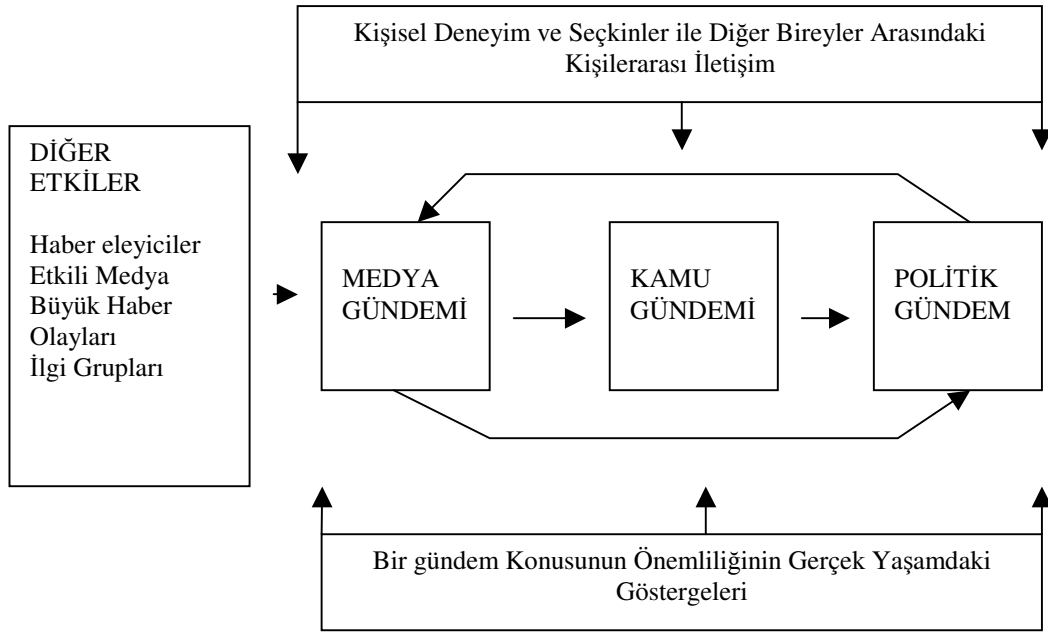 Kişisel Deneyim ve Seçkinler ile Diğer Bireyler Arasındaki
Kişilerarası İletişim
DİĞER
ETKİLER
Haber eleyiciler
Etkili Medya
Büyük Haber
Olayları
İlgi Grupları
MEDYA
GÜNDEMİ
KAMU
GÜNDEMİ
POLİTİK
GÜNDEM
Bir gündem Konusunun Önemliliğinin Gerçek Yaşamdaki
Göstergeleri